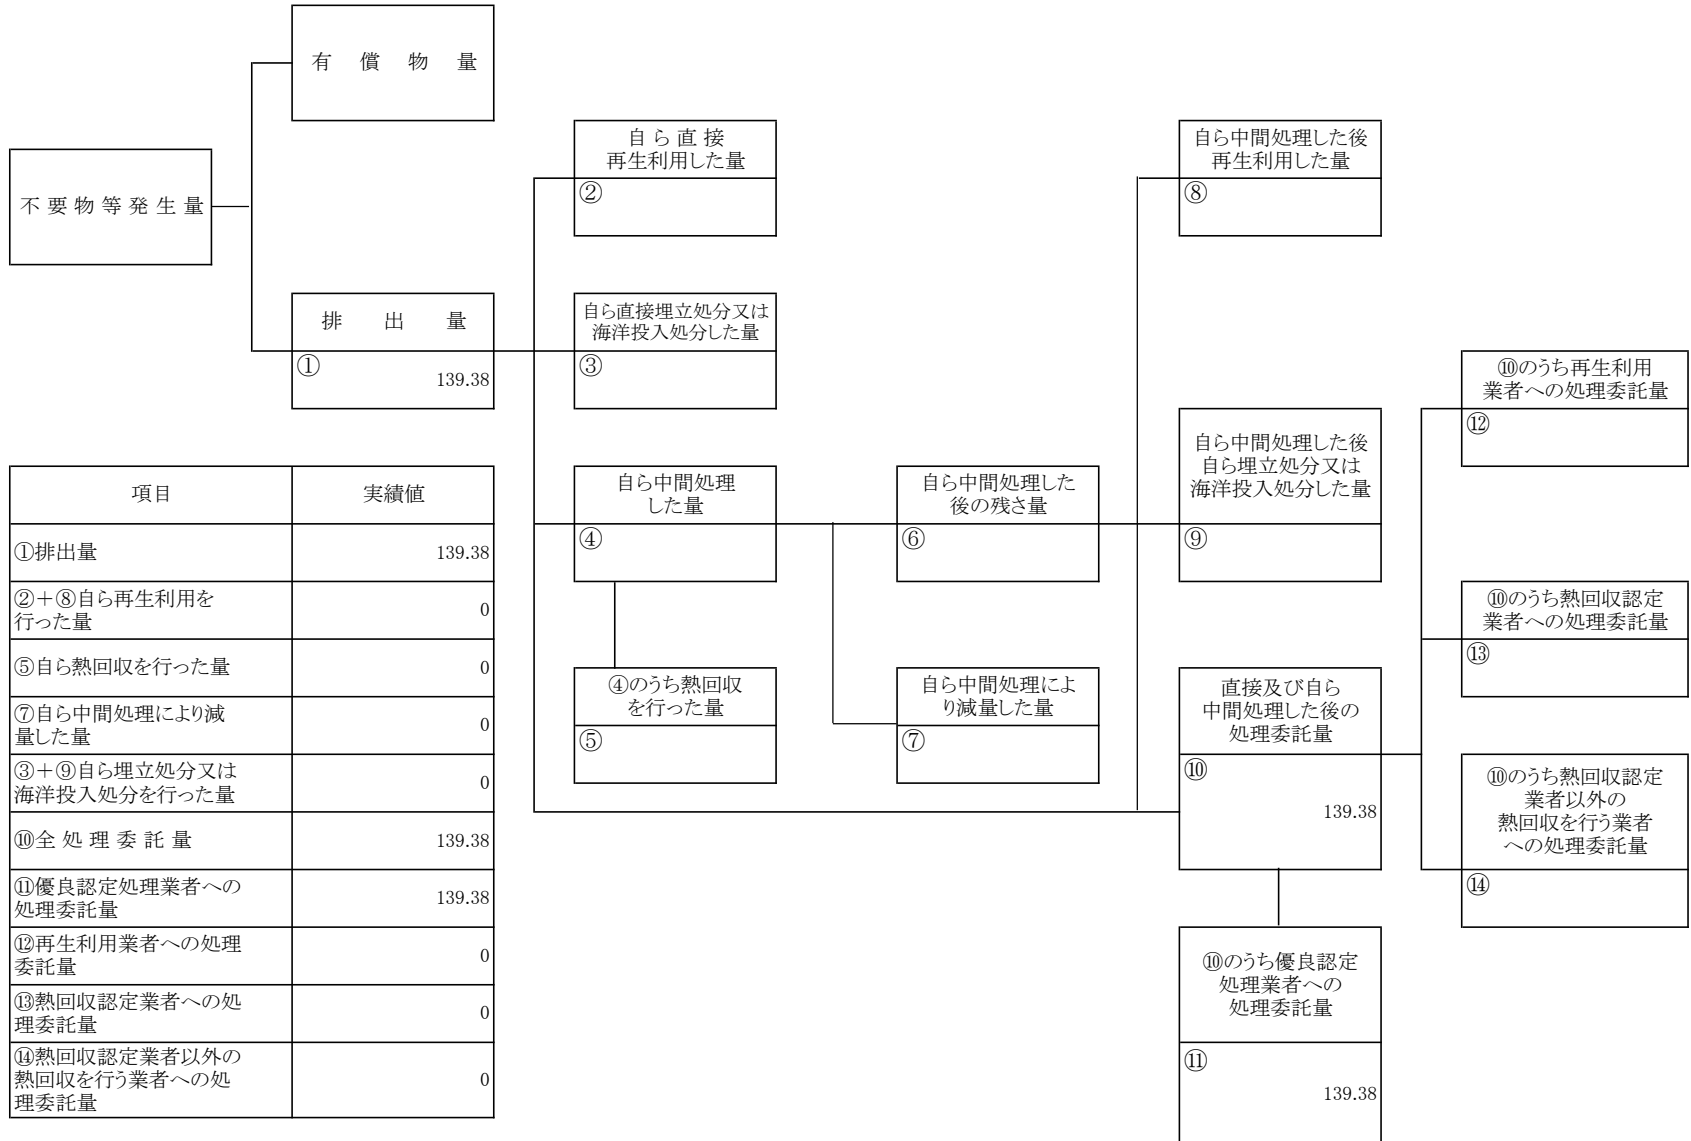 有償物量
自ら直接
再生利用した量
②
自ら中間処理した後
再生利用した量
⑧
不要物等発生量
排出量
①
139.38
自ら直接埋立処分又は
海洋投入処分した量
③
⑩のうち再生利用
業者への処理委託量
⑫
自ら中間処理した後
自ら埋立処分又は
海洋投入処分した量
⑨
自ら中間処理
した量
④
自ら中間処理した
後の残さ量
⑥
⑩のうち熱回収認定
業者への処理委託量
⑬
④のうち熱回収
を行った量
⑤
自ら中間処理によ
り減量した量
⑦
直接及び自ら
中間処理した後の
処理委託量
⑩
139.38
⑩のうち熱回収認定
業者以外の
熱回収を行う業者
への処理委託量
⑭
⑩のうち優良認定
処理業者への
処理委託量
⑪
139.38
項目 実績値
①排出量 139.38
②＋⑧自ら再生利用を
行った量 0
⑤自ら熱回収を行った量 0
⑦自ら中間処理により減
量した量 0
③＋⑨自ら埋立処分又は
海洋投入処分を行った量 0
⑩全処理委託量 139.38
⑪優良認定処理業者への
処理委託量 139.38
⑫再生利用業者への処理
委託量 0
⑬熱回収認定業者への処
理委託量 0
⑭熱回収認定業者以外の
熱回収を行う業者への処
理委託量 0